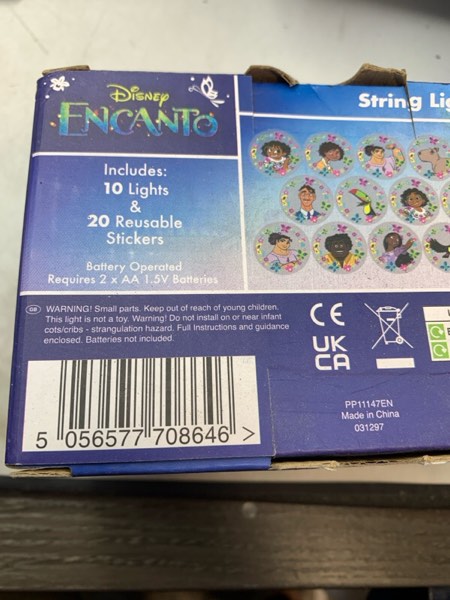 Disney
ENCANTO
String
Includes:
10 Lights
&
20 Reusable
Stickers
Battery Operated
Requires 2 x AA 1.5V Batteries
GB WARNING! Small parts. Keep out of reach of young children.
This light is not a toy. Warning! Do not install on or near infant
cots/cribs - strangulation hazard. Full Instructions and guidance
enclosed. Batteries not included.
CE
UK
CA
PP11147EN
Made in China
031297
5 056577 708646 >